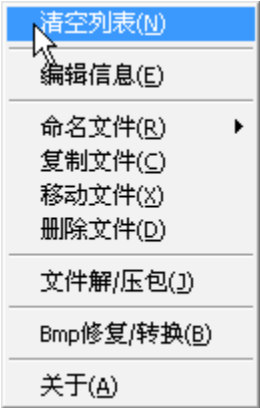 清空列表(N)
编辑信息(E)
命名文件(R)
复制文件(C)
移动文件(X)
删除文件(D)
文件解/压包(J)
Bmp修复/转换(B)
关于(A)